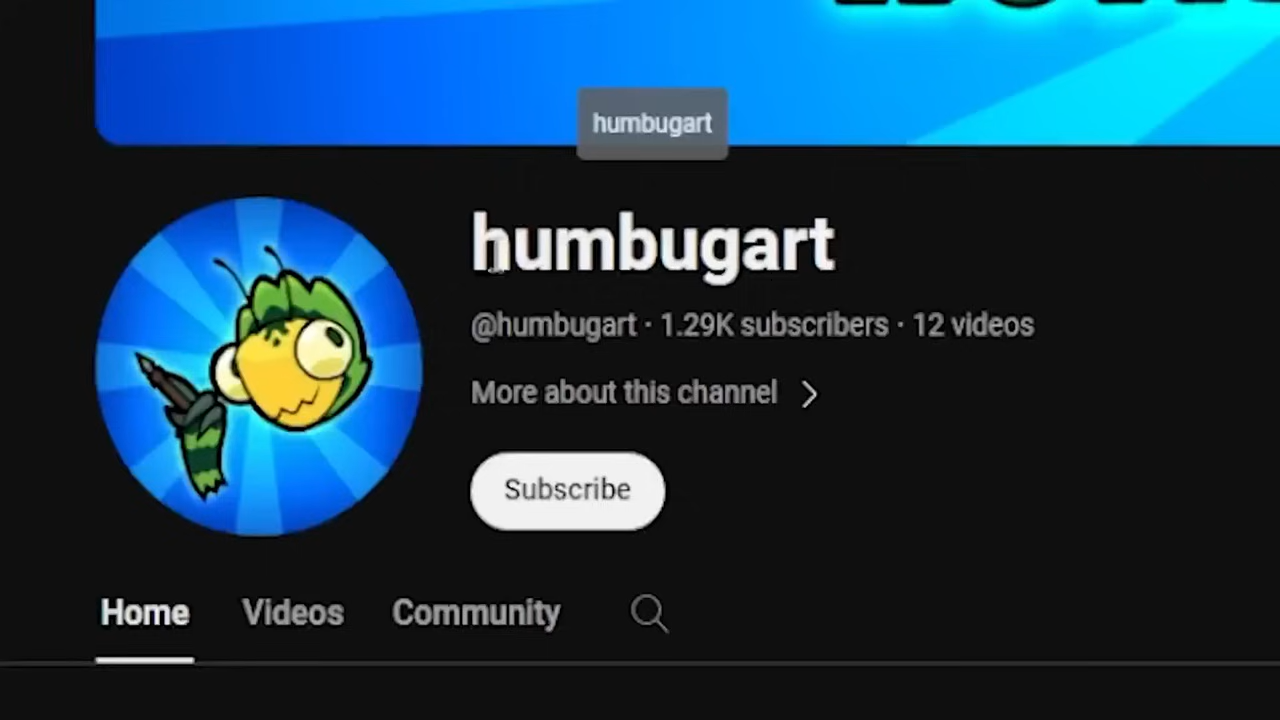 humbugart
humbugart
@humbugart · 1.29K subscribers · 12 videos
More about this channel
Subscribe
Home Videos Community